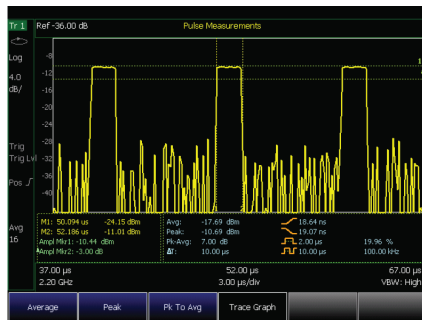 Tr 1 Ref -36.00 dB Pulse Measurements
Log
4.0
dB/
-8
-12
-16
-20
-24
-28
-32
-36
-40
1
Trig
Trig Lvl
Pos
Avg
16
M1: 50.094 us -24.15 dBm
M2: 52.186 us -11.01 dBm
Ampl Mkr1: -10.44 dBm
Ampl Mkr2: -3.00 dB
Avg: -17.69 dBm 18.64 ns
Peak: -10.69 dBm 19.07 ns
Pk-Avg: 7.00 dB 2.00 µs 19.96 %
ΔT: 10.00 µs 10.00 µs 100.00 kHz
37.00 µs 52.00 µs 67.00 µs
2.20 GHz 3.00 µs/div VBW: High
Average Peak Pk To Avg Trace Graph